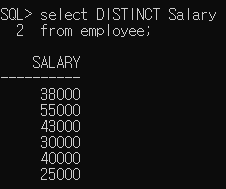 SQL> select DISTINCT Salary
2 from employee;
SALARY
----------
38000
55000
43000
30000
40000
25000